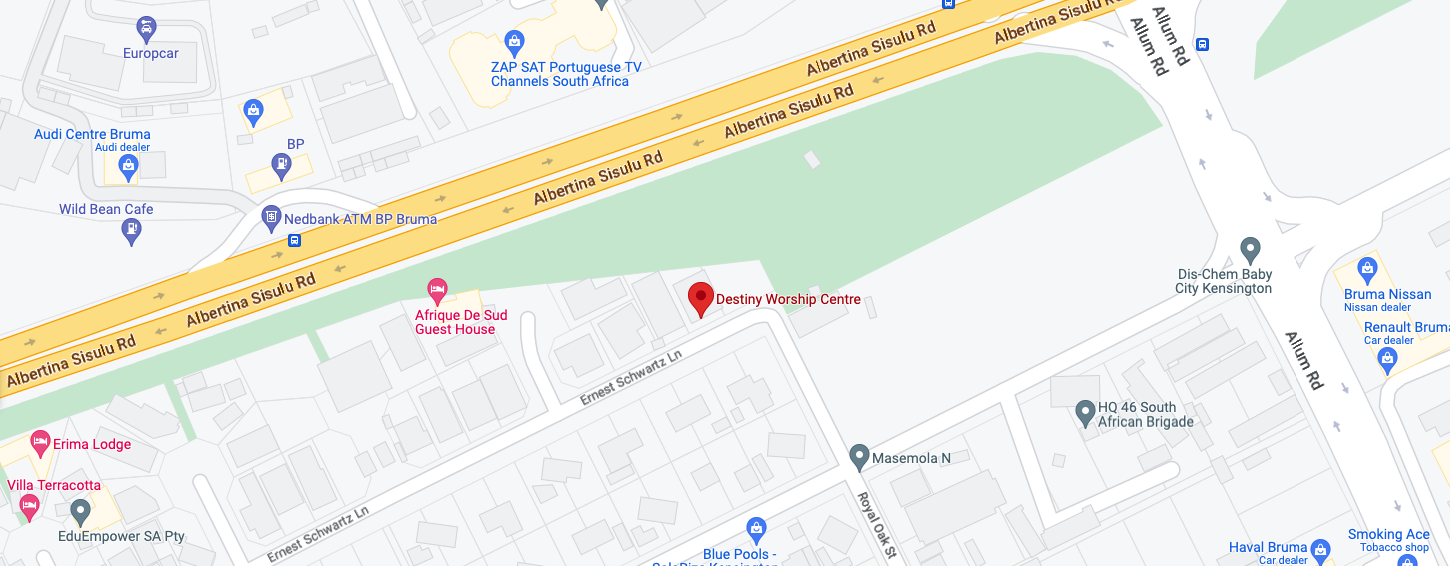 Albertina Sisulu Rd
Albertina Sisulu Rd
Allum Rd
Allum Rd
Europcar
ZAP SAT Portuguese TV
Channels South Africa
Albertina Sisulu Rd
Audi Centre Bruma
Audi dealer
BP
Albertina Sisulu Rd
Wild Bean Cafe
Nedbank ATM BP Bruma
Albertina Sisulu Rd
Dis-Chem Baby
City Kensington
Bruma Nissan
Nissan dealer
Afrique De Sud
Guest House
Destiny Worship Centre
Renault Bruma
Car dealer
Albertina Sisulu Rd
Ernest Schwartz Ln
Allum Rd
HQ 46 South
African Brigade
Erima Lodge
Masemola N
Villa Terracotta
EduEmpower SA Pty
Ernest Schwartz Ln
Royal Oak St
Blue Pools -
Haval Bruma
Car dealer
Smoking Ace
Tobacco shop